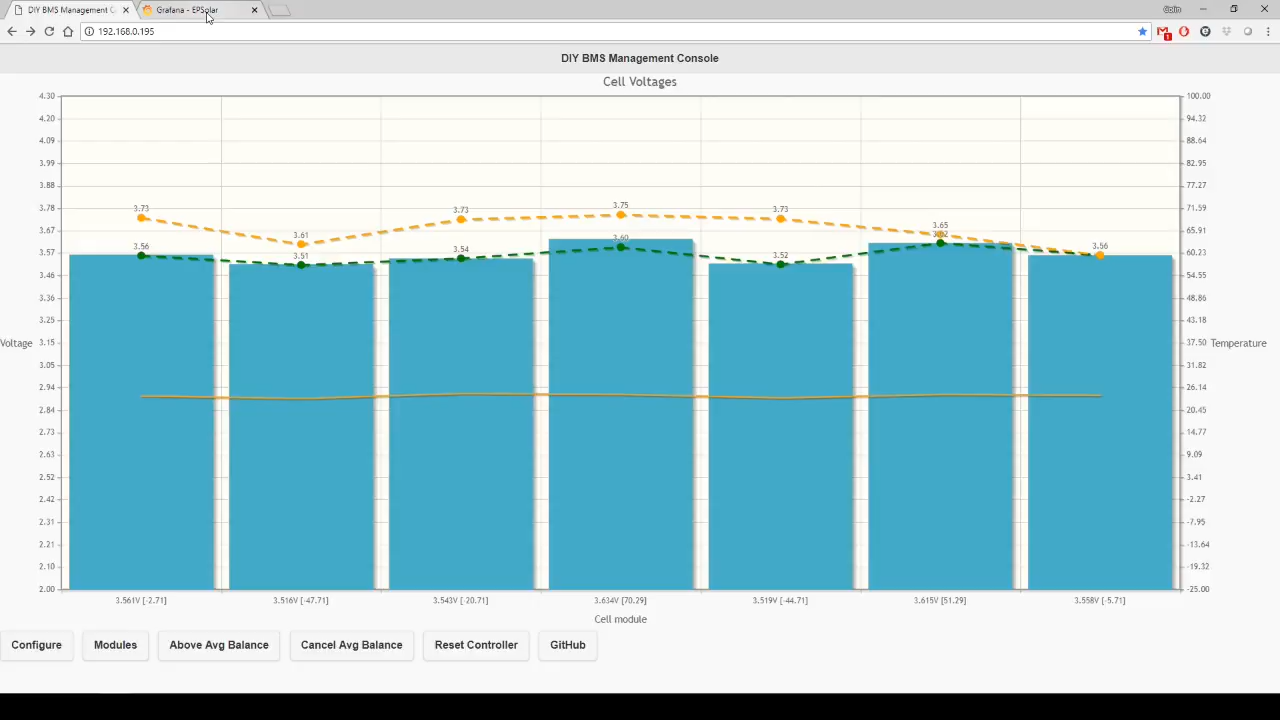 DIY BMS Management C
Grafana - EPSolar
Colin
192.168.0.195
1
DIY BMS Management Console
Cell Voltages
4.30
4.20
4.09
3.99
3.88
3.78
3.67
3.57
3.46
3.36
3.25
3.15
3.05
2.94
2.84
2.73
2.63
2.52
2.42
2.31
2.21
2.10
2.00
Voltage
3.73
3.61
3.73
3.75
3.73
3.65
3.56
3.56
3.51
3.54
3.60
3.52
100.00
94.32
88.64
82.95
77.27
71.59
65.91
60.23
54.55
48.86
43.18
37.50
31.82
26.14
20.45
14.77
9.09
3.41
-2.27
-7.95
-13.64
-19.32
-25.00
Temperature
3.561V [-2.71]
3.516V [-47.71]
3.543V [-20.71]
3.634V [70.29]
3.519V [-44.71]
3.615V [51.29]
3.558V [-5.71]
Cell module
Configure
Modules
Above Avg Balance
Cancel Avg Balance
Reset Controller
GitHub